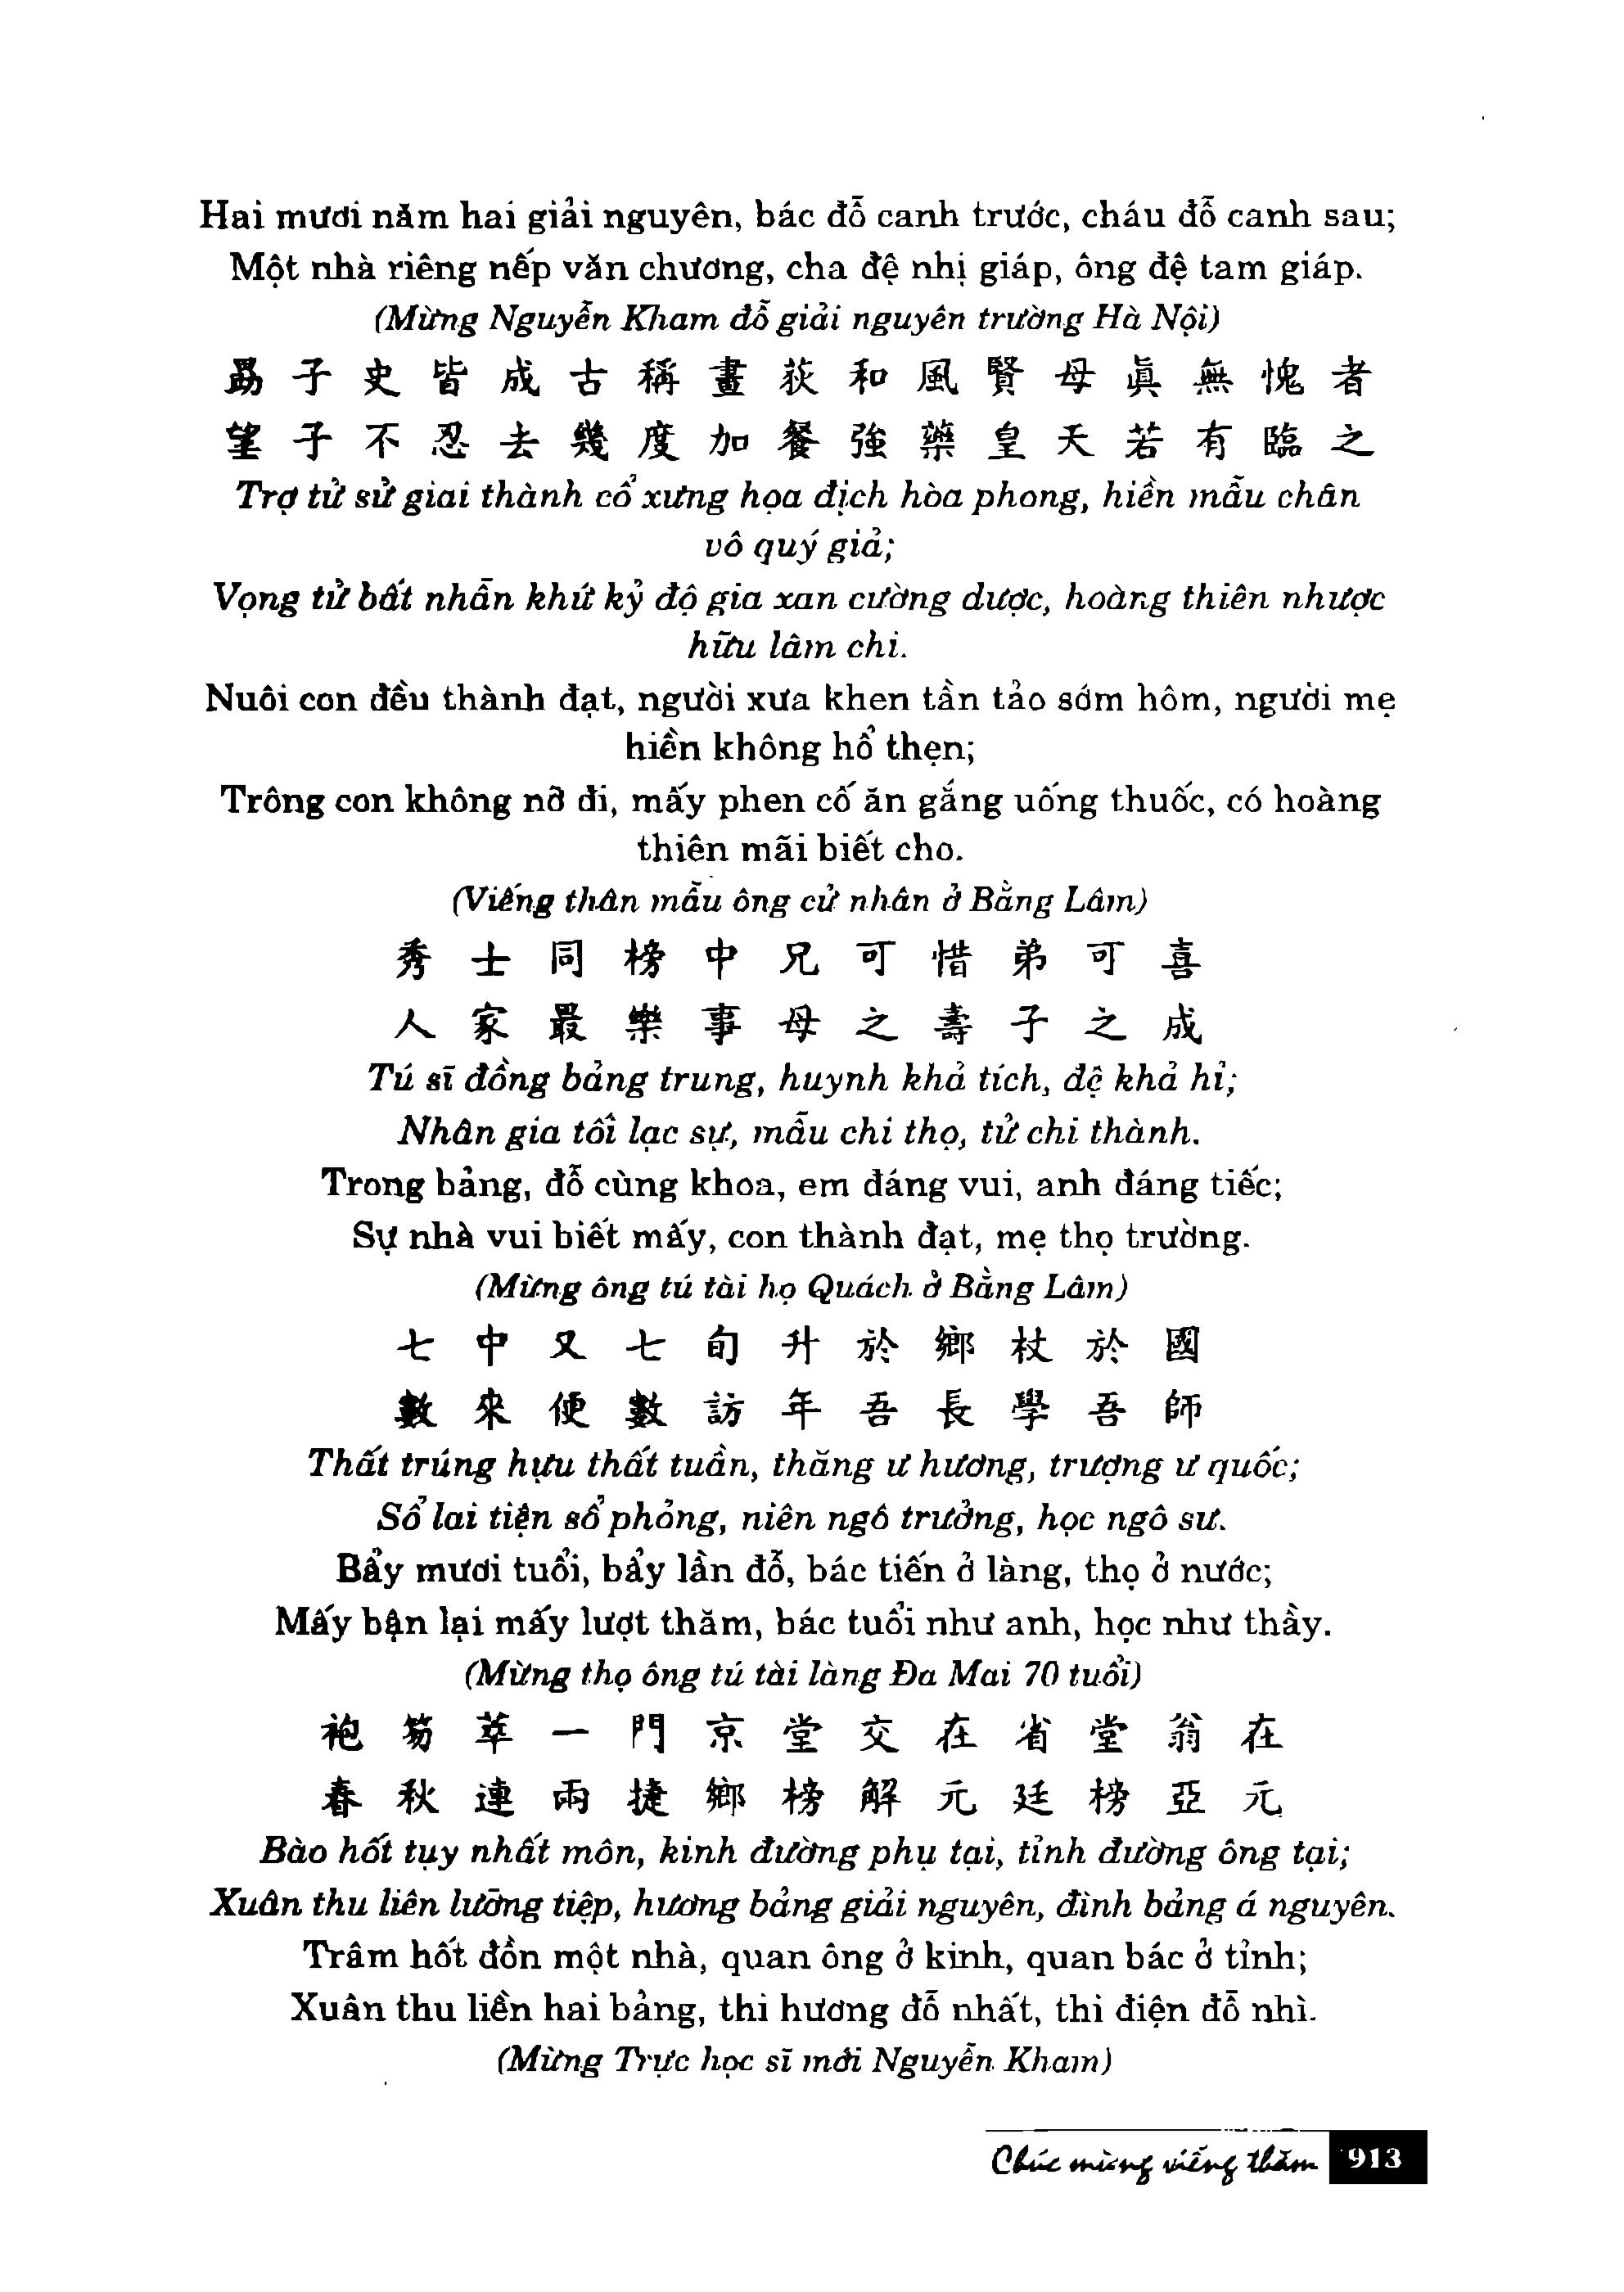 Hai mươi năm hai giải nguyên, bác đỗ canh trước, cháu đỗ canh sau;
Một nhà riêng nếp văn chương, cha đệ nhị giáp, ông đệ tam giáp.
(Mừng Nguyễn Kham đỗ giải nguyên trường Hà Nội)
勗子史皆成古稱畫荻和風賢母眞無愧者
望子不忍去幾度加餐強藥皇天若有臨之
Trợ tử sử giai thành cổ xưng họa địch hòa phong, hiền mẫu chân
vô quý giả;
Vọng tử bất nhẫn khứ kỷ độ gia xan cường dược, hoàng thiên nhược
hữu lâm chi.
Nuôi con đều thành đạt, người xưa khen tần tảo sớm hôm, người mẹ
hiền không hổ thẹn;
Trông con không nỡ đi, mấy phen cố ăn gắng uống thuốc, có hoàng
thiên mãi biết cho.
(Viếng thân mẫu ông cử nhân ở Bằng Lâm)
秀士同榜中兄可惜弟可喜
人家最樂事母之壽子之成
Tú sĩ đồng bảng trung, huynh khả tích, đệ khả hỉ;
Nhân gia tối lạc sự, mẫu chi thọ, tử chi thành.
Trong bảng, đỗ cùng khoa, em đáng vui, anh đáng tiếc;
Sự nhà vui biết mấy, con thành đạt, mẹ thọ trường.
(Mừng ông tú tài họ Quách ở Bằng Lâm)
七中又七旬升於鄉杖於國
數來便數訪年吾長學吾師
Thất trúng hựu thất tuần, thăng ư hương, trượng ư quốc;
Sổ lai tiện sổ phỏng, niên ngô trưởng, học ngô sư.
Bẩy mươi tuổi, bẩy lần đỗ, bác tiến ở làng, thọ ở nước;
Mấy bận lại mấy lượt thăm, bác tuổi như anh, học như thầy.
(Mừng thọ ông tú tài làng Đa Mai 70 tuổi)
袍笏萃一門京堂交在省堂翁在
春秋連兩捷鄉榜解元廷榜亞元
Bào hốt tụy nhất môn, kinh đường phụ tại, tỉnh đường ông tại;
Xuân thu liên lưỡng tiệp, hương bảng giải nguyên, đình bảng á nguyên.
Trâm hốt đồn một nhà, quan ông ở kinh, quan bác ở tỉnh;
Xuân thu liền hai bảng, thi hương đỗ nhất, thi điện đỗ nhì.
(Mừng Trực học sĩ mới Nguyễn Kham)
Chúc mừng viếng thăm 913